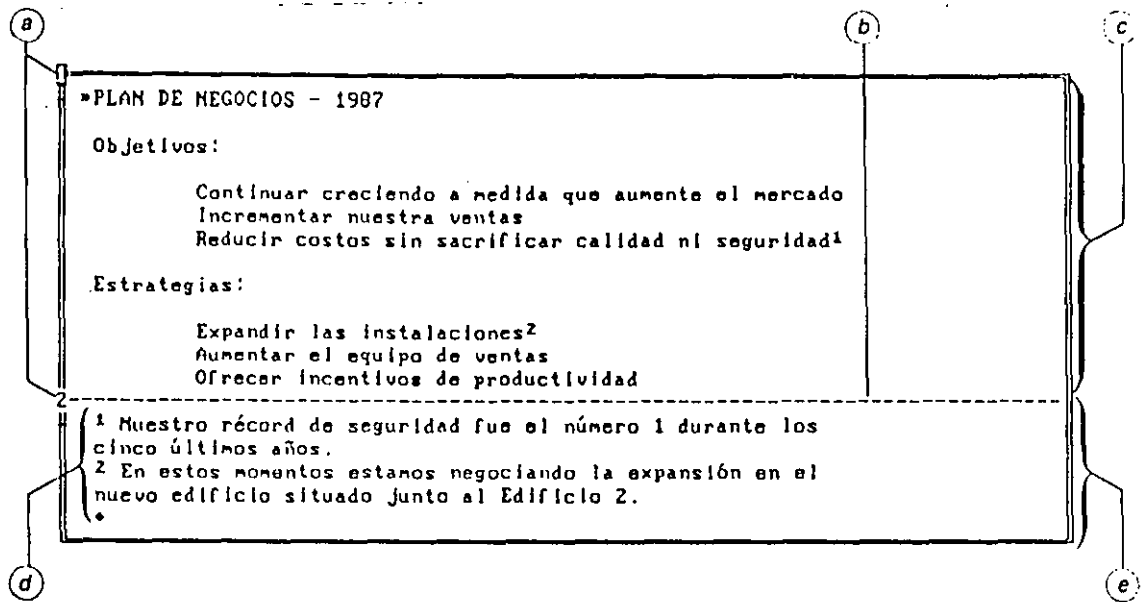 a b c
1
»PLAN DE NEGOCIOS - 1987
Objetivos:
Continuar creciendo a medida que aumente el mercado
Incrementar nuestra ventas
Reducir costos sin sacrificar calidad ni seguridad¹
Estrategias:
Expandir las instalaciones²
Aumentar el equipo de ventas
Ofrecer incentivos de productividad
2
¹ Nuestro récord de seguridad fue el número 1 durante los
cinco últimos años.
² En estos momentos estamos negociando la expansión en el
nuevo edificio situado junto al Edificio 2.
d e